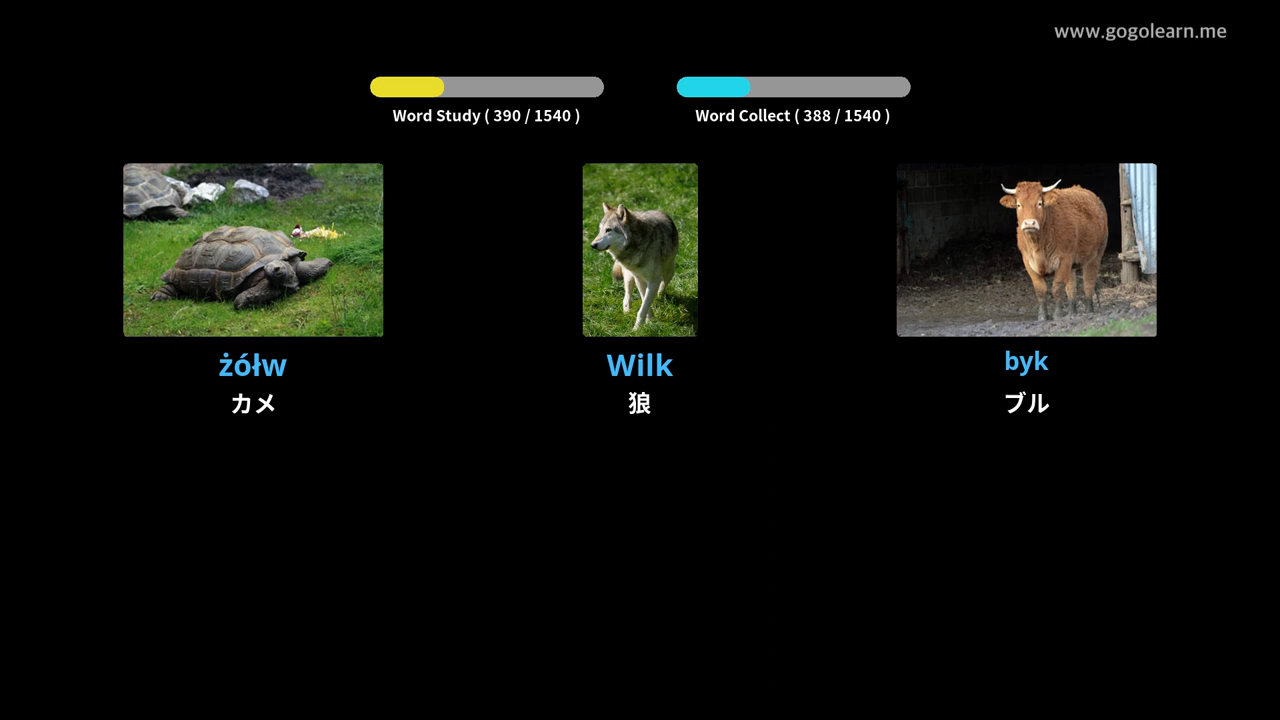 www.gogolearn.me
Word Study ( 390 / 1540 )
Word Collect ( 388 / 1540 )
żółw
Wilk
byk
カメ
狼
ブル